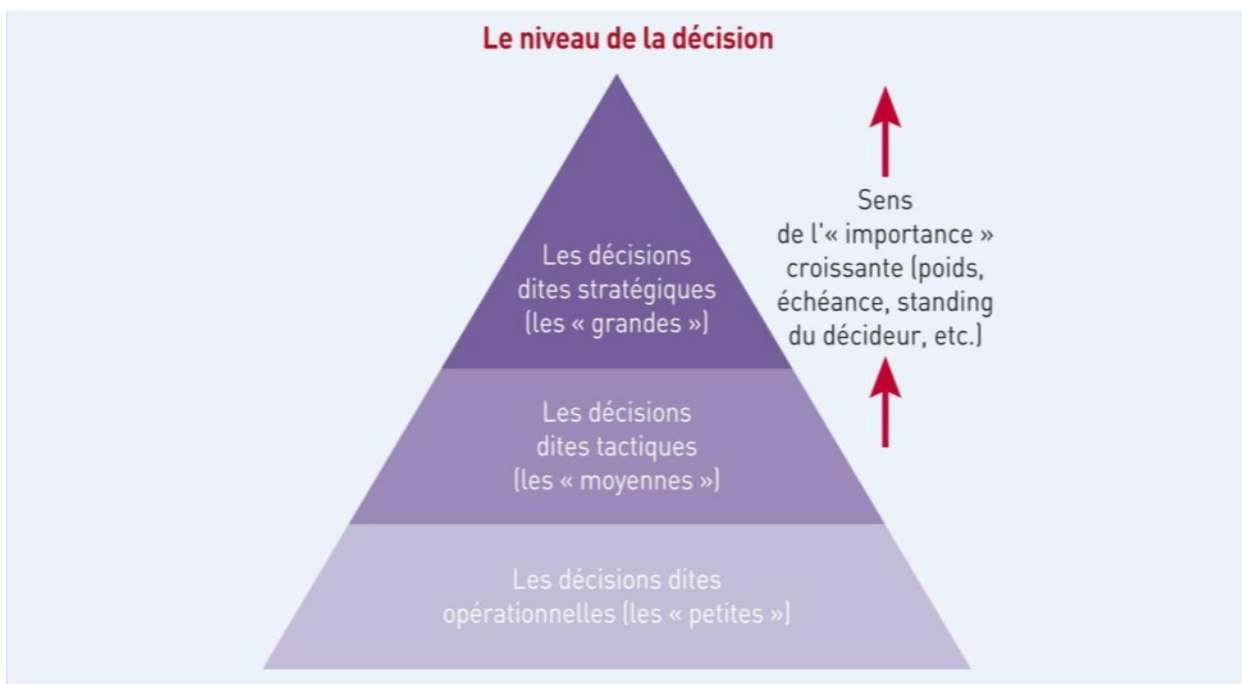 Le niveau de la décision
Les décisions
dites stratégiques
(les « grandes »)
Sens
de l'« importance »
croissante (poids,
échéance, standing
du décideur, etc.)
Les décisions
dites tactiques
(les « moyennes »)
Les décisions dites
opérationnelles (les « petites »)